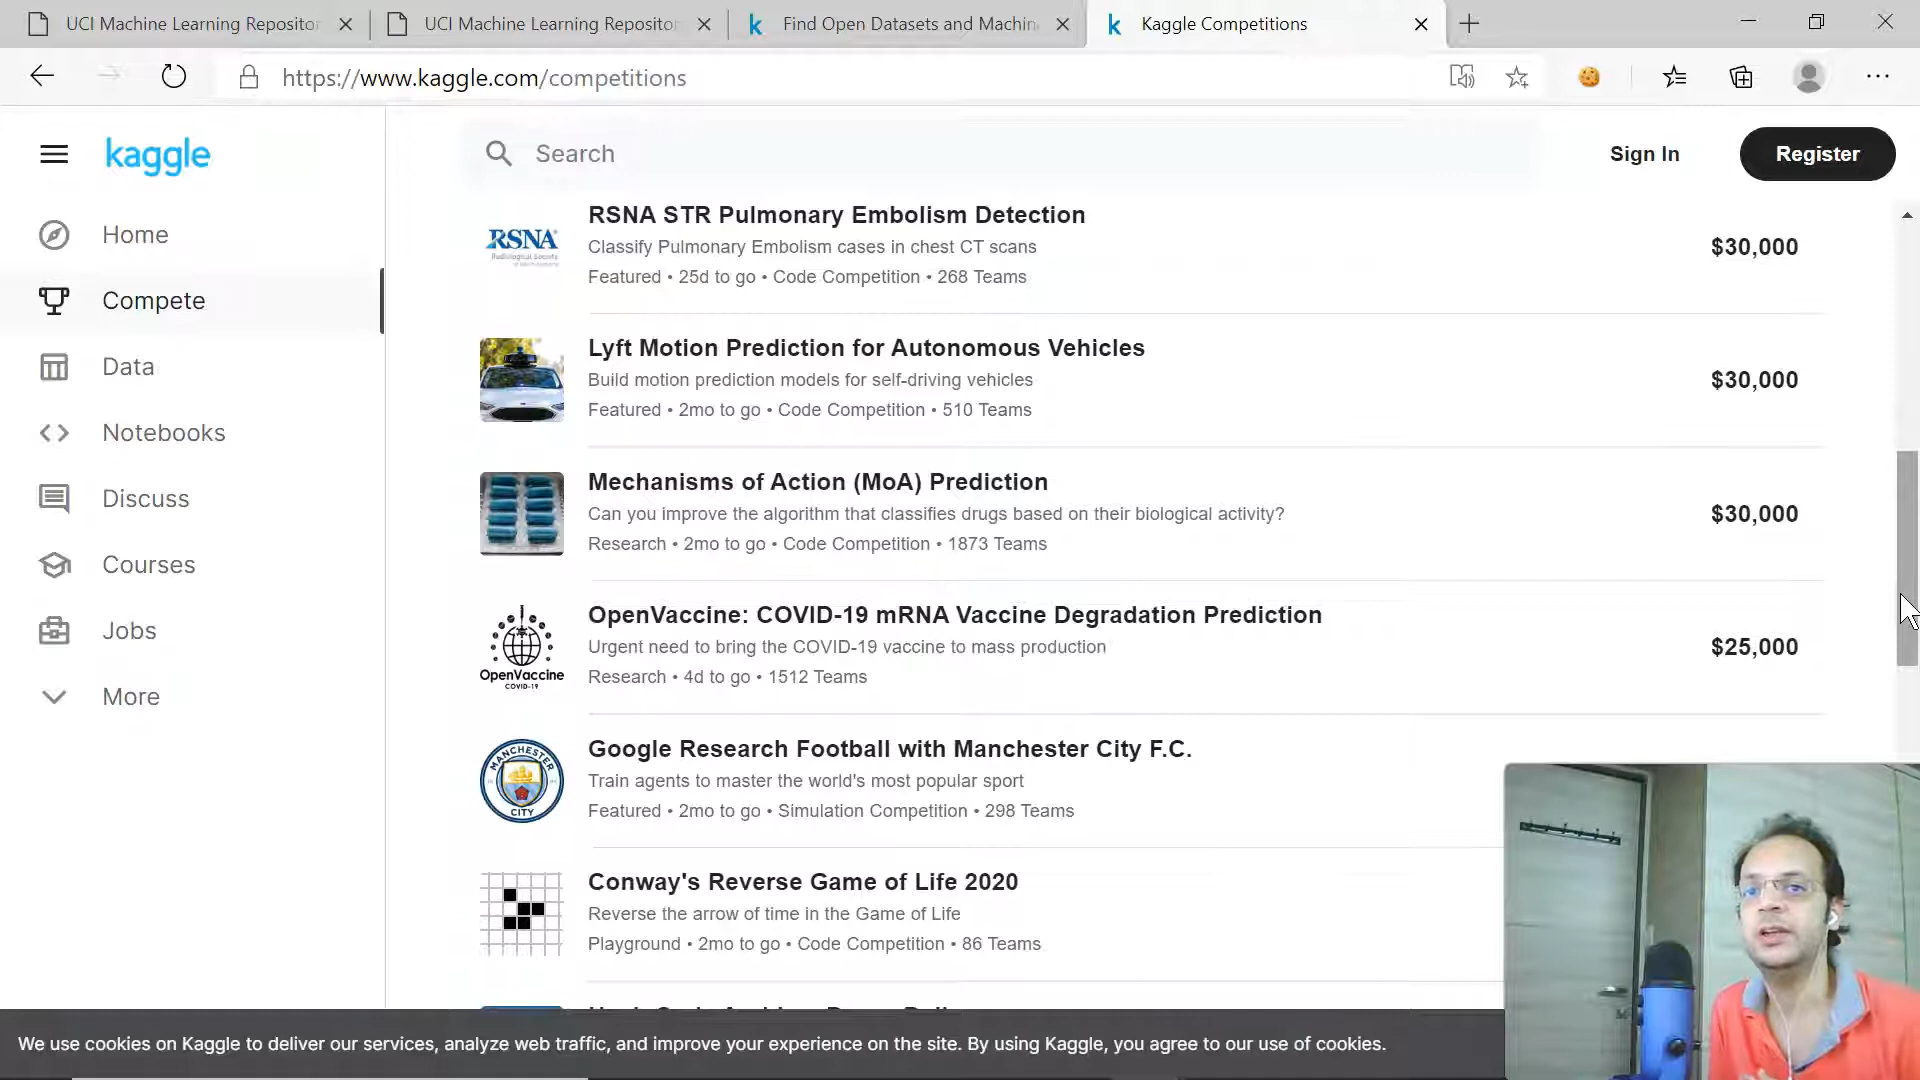 UCI Machine Learning Repositor
UCI Machine Learning Repositor
Find Open Datasets and Machin
Kaggle Competitions
https://www.kaggle.com/competitions
kaggle
Search
Sign In
Register
Home
Compete
Data
Notebooks
Discuss
Courses
Jobs
More
RSNA
RSNA STR Pulmonary Embolism Detection
Classify Pulmonary Embolism cases in chest CT scans
Featured • 25d to go • Code Competition • 268 Teams
$30,000
Lyft Motion Prediction for Autonomous Vehicles
Build motion prediction models for self-driving vehicles
Featured • 2mo to go • Code Competition • 510 Teams
$30,000
Mechanisms of Action (MoA) Prediction
Can you improve the algorithm that classifies drugs based on their biological activity?
Research • 2mo to go • Code Competition • 1873 Teams
$30,000
OpenVaccine
COVID-19
OpenVaccine: COVID-19 mRNA Vaccine Degradation Prediction
Urgent need to bring the COVID-19 vaccine to mass production
Research • 4d to go • 1512 Teams
$25,000
MANCHESTER
CITY
Google Research Football with Manchester City F.C.
Train agents to master the world's most popular sport
Featured • 2mo to go • Simulation Competition • 298 Teams
Conway's Reverse Game of Life 2020
Reverse the arrow of time in the Game of Life
Playground • 2mo to go • Code Competition • 86 Teams
We use cookies on Kaggle to deliver our services, analyze web traffic, and improve your experience on the site. By using Kaggle, you agree to our use of cookies.